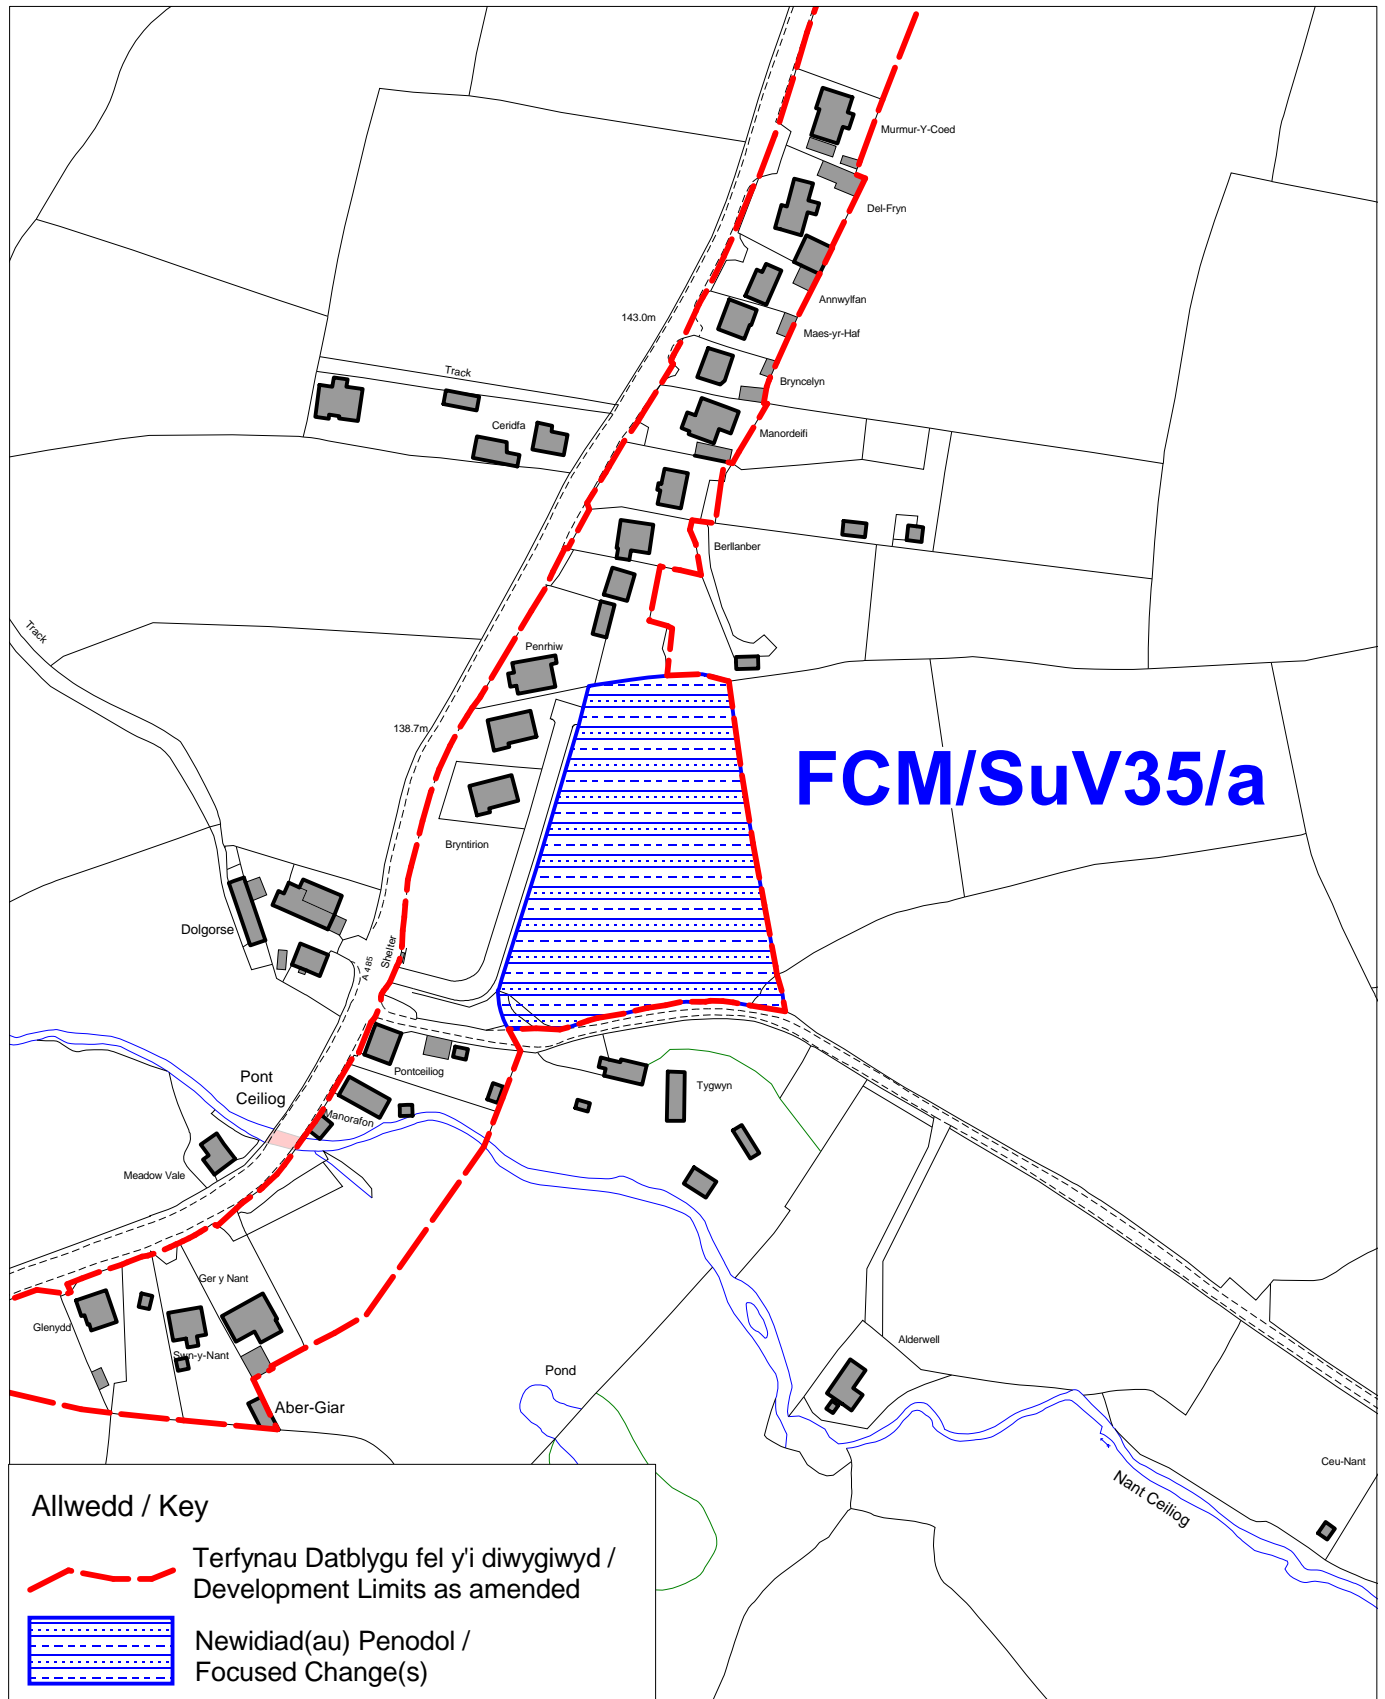 Murmur-Y-Coed
Del-Fryn
Annwylfan
143.0m
Maes-yr-Haf
Track
Bryncelyn
Ceridfa
Manordeifi
Berllanber
Track
Penrhiw
138.7m
FCM/SuV35/a
Bryntirion
Dolgorse
Shelter
A 485
Pont
Ceiliog
Pontceiliog
Tygwyn
Manorafon
Meadow Vale
Ger y Nant
Glenydd
Swn-y-Nant
Alderwell
Pond
Aber-Giar
Ceu-Nant
Nant Ceiliog
Allwedd / Key
Terfynau Datblygu fel y'i diwygiwyd /
Development Limits as amended
Newidiad(au) Penodol /
Focused Change(s)